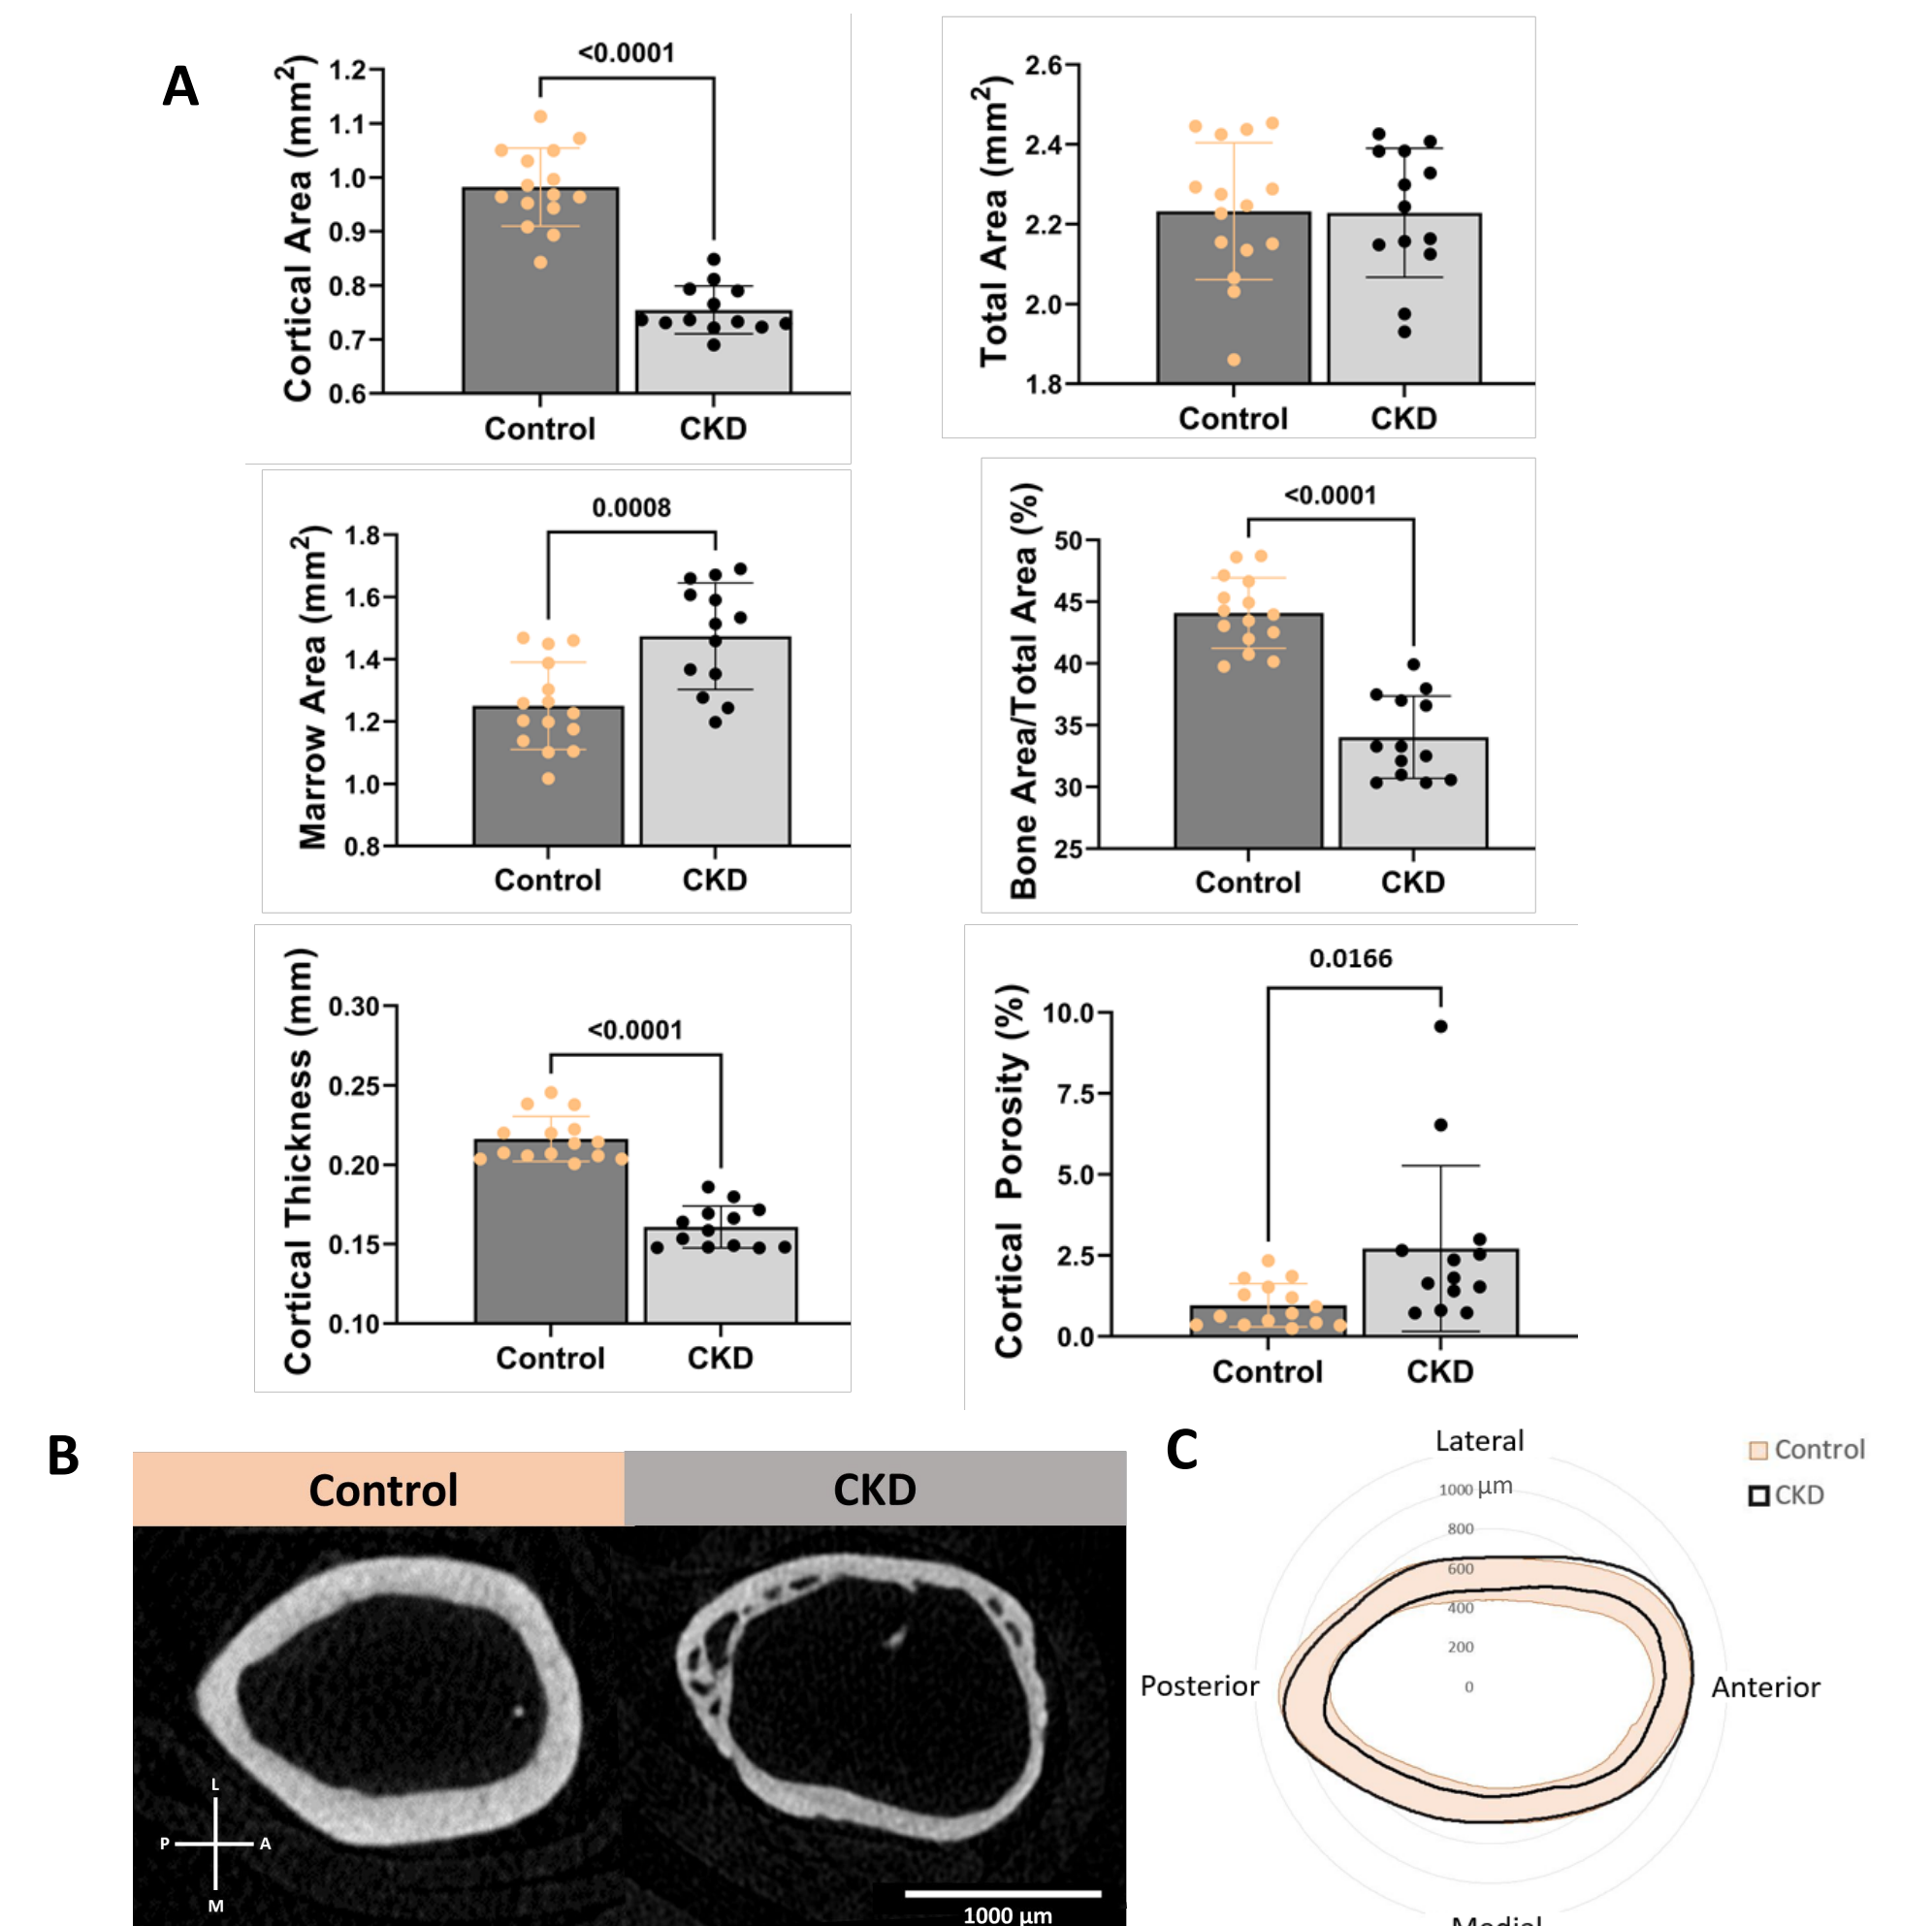 A
<0.0001
Cortical Area (mm2)
1.2
1.1
1.0
0.9
0.8
0.7
0.6
Control
CKD
Total Area (mm2)
2.6
2.4
2.2
2.0
1.8
Control
CKD
0.0008
Marrow Area (mm2)
1.8
1.6
1.4
1.2
1.0
0.8
Control
CKD
<0.0001
Bone Area/Total Area (%)
50
45
40
35
30
25
Control
CKD
<0.0001
Cortical Thickness (mm)
0.30
0.25
0.20
0.15
0.10
Control
CKD
0.0166
Cortical Porosity (%)
10.0
7.5
5.0
2.5
0.0
Control
CKD
B
Control
CKD
L
P
A
M
1000 µm
C
Lateral
Control
CKD
1000 µm
800
600
400
200
0
Posterior
Anterior
Medial